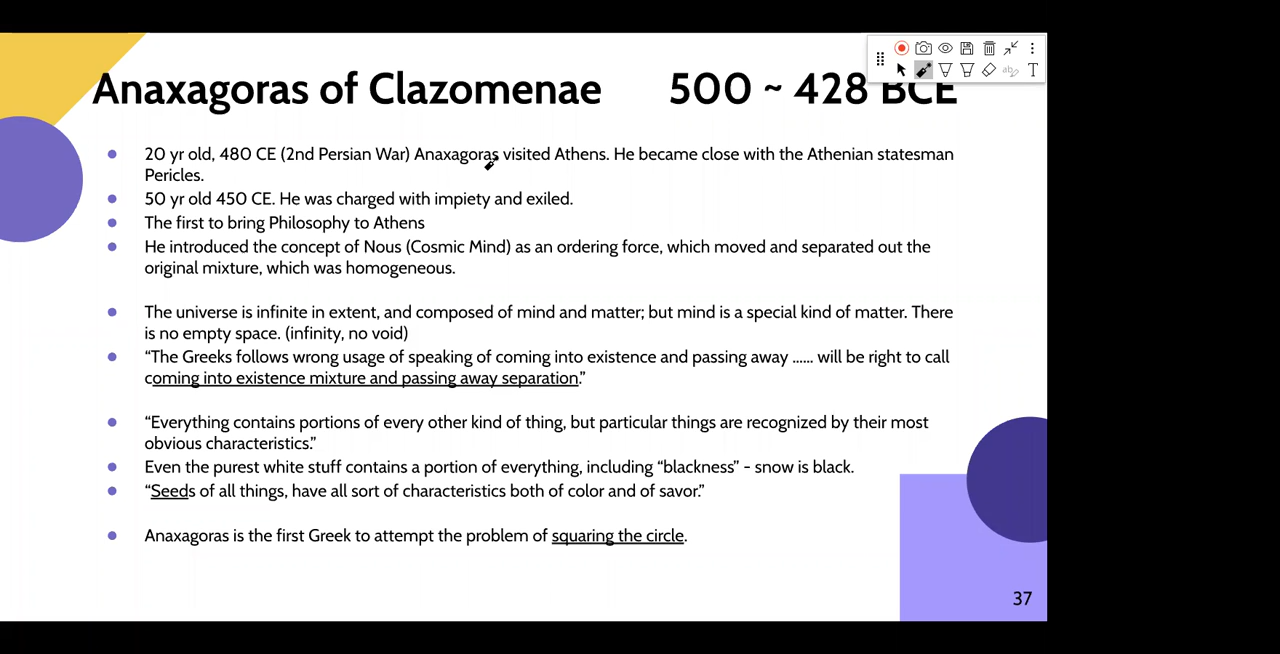 Anaxagoras of Clazomenae 500 ~ 428 BCE
20 yr old, 480 CE (2nd Persian War) Anaxagoras visited Athens. He became close with the Athenian statesman
Pericles.
50 yr old 450 CE. He was charged with impiety and exiled.
The first to bring Philosophy to Athens
He introduced the concept of Nous (Cosmic Mind) as an ordering force, which moved and separated out the
original mixture, which was homogeneous.
The universe is infinite in extent, and composed of mind and matter; but mind is a special kind of matter. There
is no empty space. (infinity, no void)
“The Greeks follows wrong usage of speaking of coming into existence and passing away ...... will be right to call
coming into existence mixture and passing away separation.”
“Everything contains portions of every other kind of thing, but particular things are recognized by their most
obvious characteristics.”
Even the purest white stuff contains a portion of everything, including “blackness” - snow is black.
“Seeds of all things, have all sort of characteristics both of color and of savor.”
Anaxagoras is the first Greek to attempt the problem of squaring the circle.
37